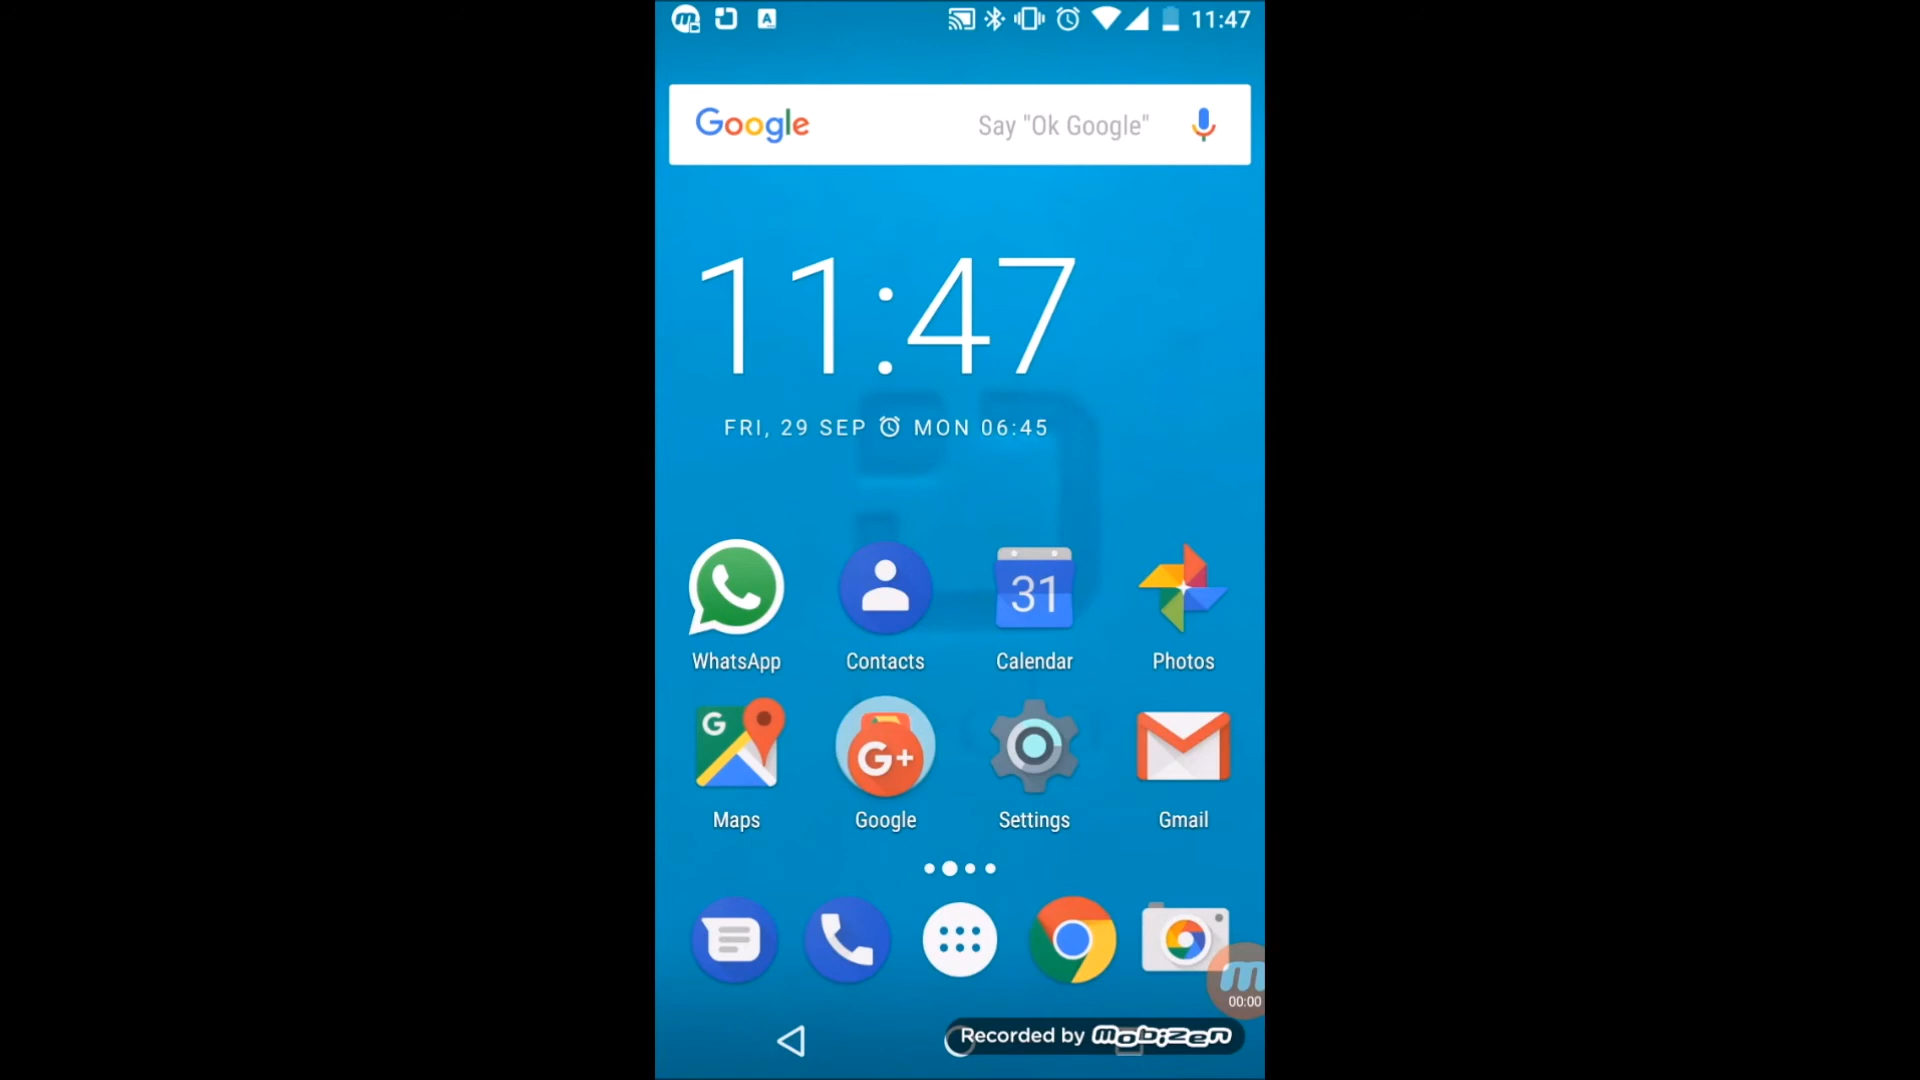 11:47
Google Say "Ok Google"
11:47
FRI, 29 SEP MON 06:45
31
WhatsApp Contacts Calendar Photos
G G+
Maps Google Settings Gmail
00:00
Recorded by mobizen